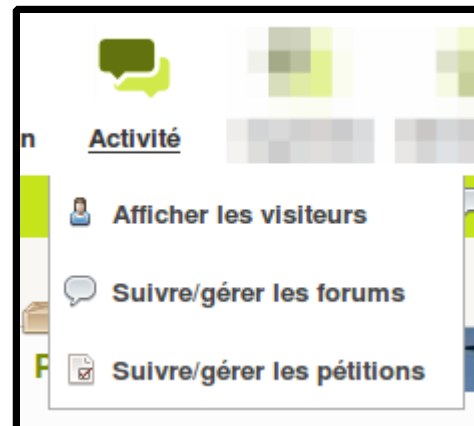 n
Activité
Afficher les visiteurs
Suivre/gérer les forums
P
Suivre/gérer les pétitions